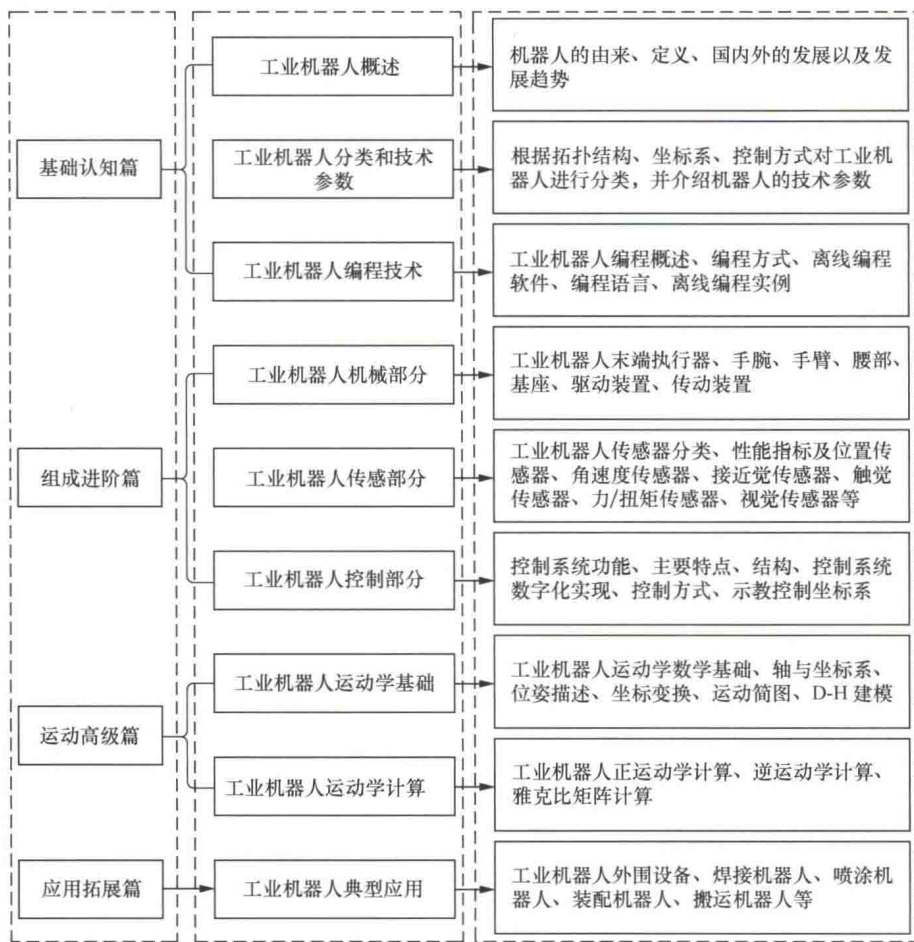 基础认知篇
工业机器人概述
机器人的由来、定义、国内外的发展以及发
展趋势
工业机器人分类和技术
参数
根据拓扑结构、坐标系、控制方式对工业机
器人进行分类，并介绍机器人的技术参数
工业机器人编程技术
工业机器人编程概述、编程方式、离线编程
软件、编程语言、离线编程实例
组成进阶篇
工业机器人机械部分
工业机器人末端执行器、手腕、手臂、腰部、
基座、驱动装置、传动装置
工业机器人传感部分
工业机器人传感器分类、性能指标及位置传
感器、角速度传感器、接近觉传感器、触觉
传感器、力/扭矩传感器、视觉传感器等
工业机器人控制部分
控制系统功能、主要特点、结构、控制系统
数字化实现、控制方式、示教控制坐标系
运动高级篇
工业机器人运动学基础
工业机器人运动学数学基础、轴与坐标系、
位姿描述、坐标变换、运动简图、D-H 建模
工业机器人运动学计算
工业机器人正运动学计算、逆运动学计算、
雅克比矩阵计算
应用拓展篇
工业机器人典型应用
工业机器人外围设备、焊接机器人、喷涂机
器人、装配机器人、搬运机器人等